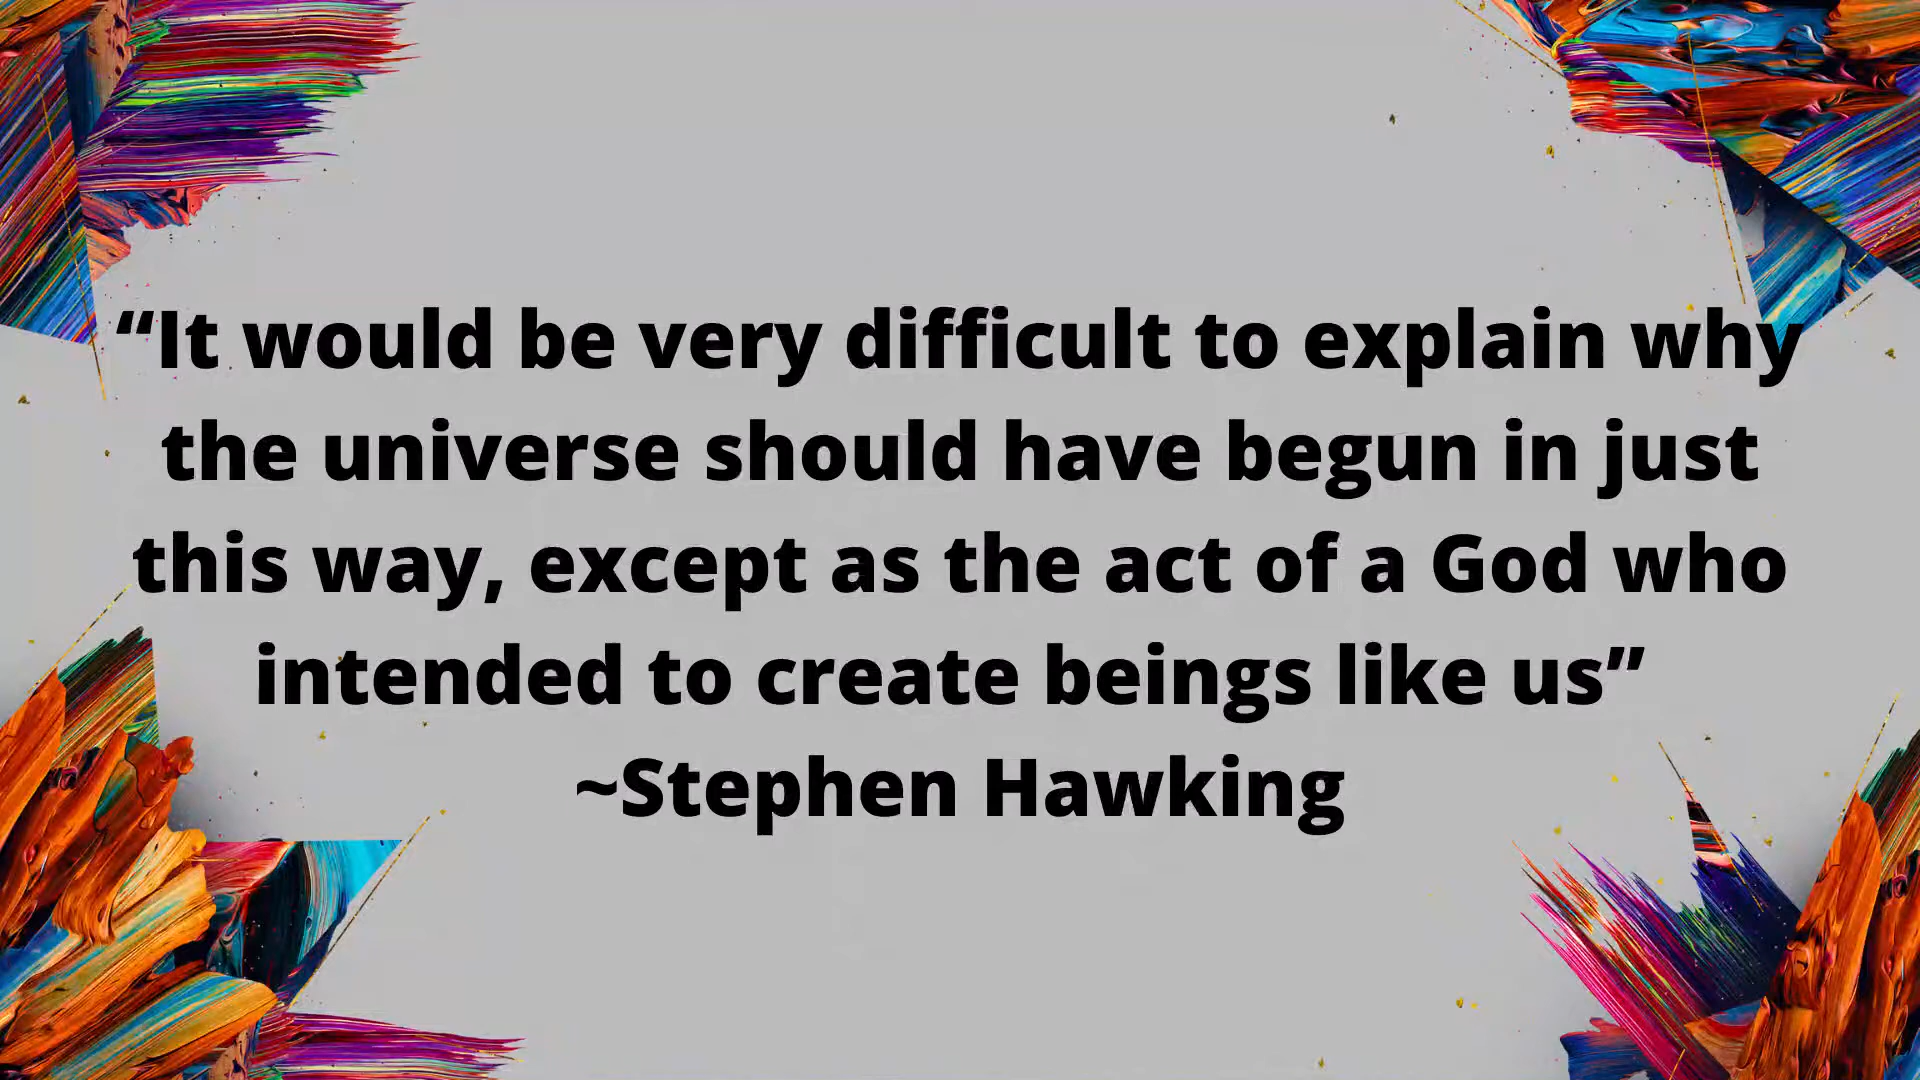 “It would be very difficult to explain why
the universe should have begun in just
this way, except as the act of a God who
intended to create beings like us”
~Stephen Hawking